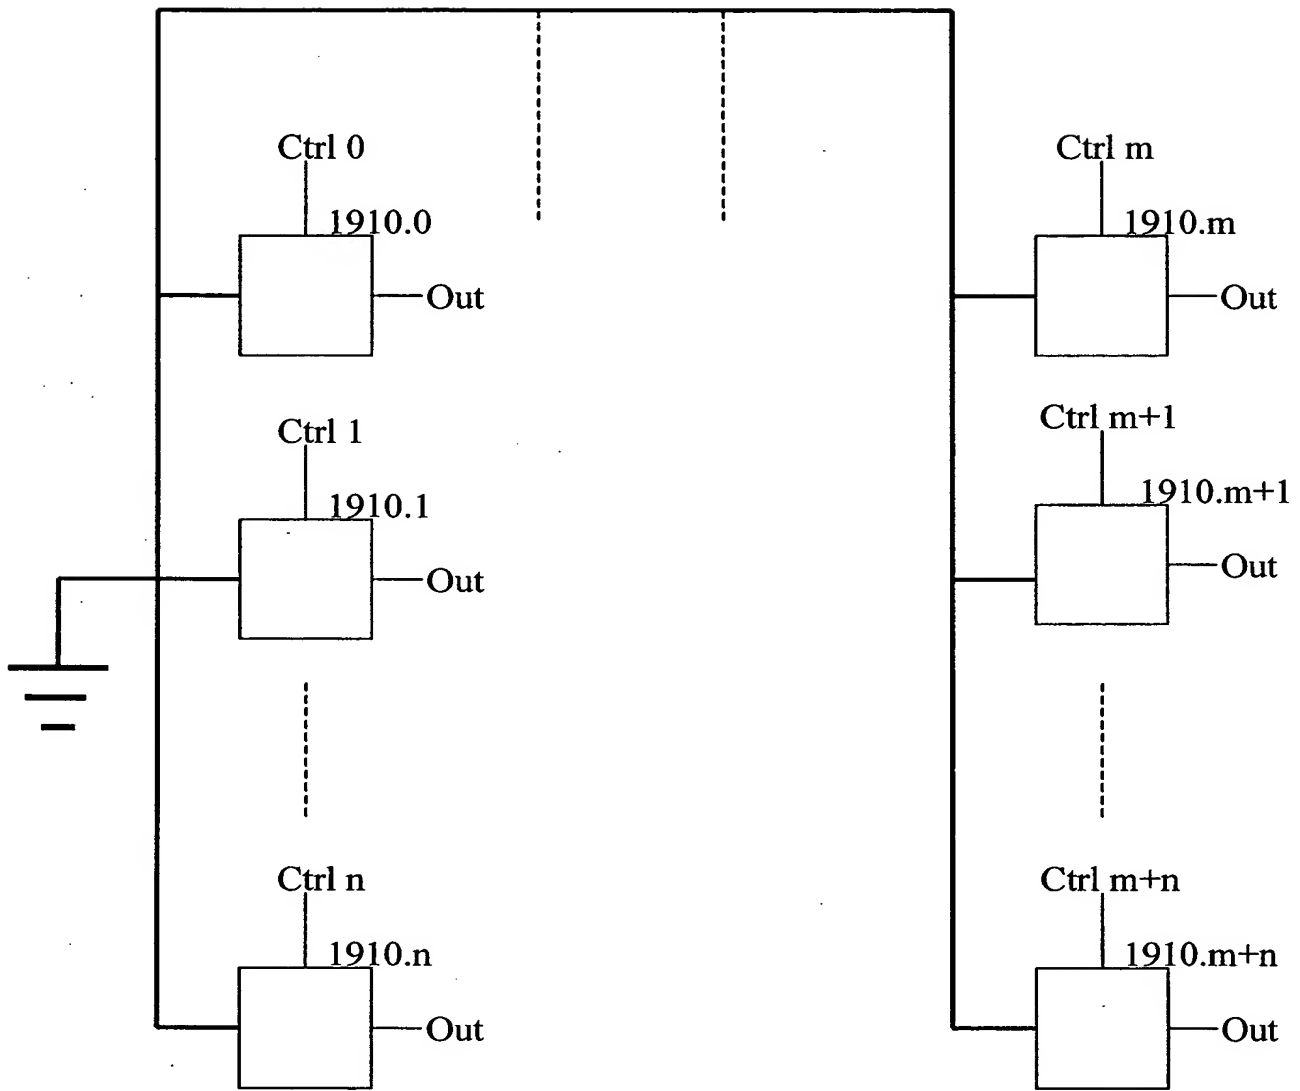 Ctrl 0
1910.0
Out
Ctrl 1
1910.1
Out
Ctrl n
1910.n
Out
Ctrl m
1910.m
Out
Ctrl m+1
1910.m+1
Out
Ctrl m+n
1910.m+n
Out